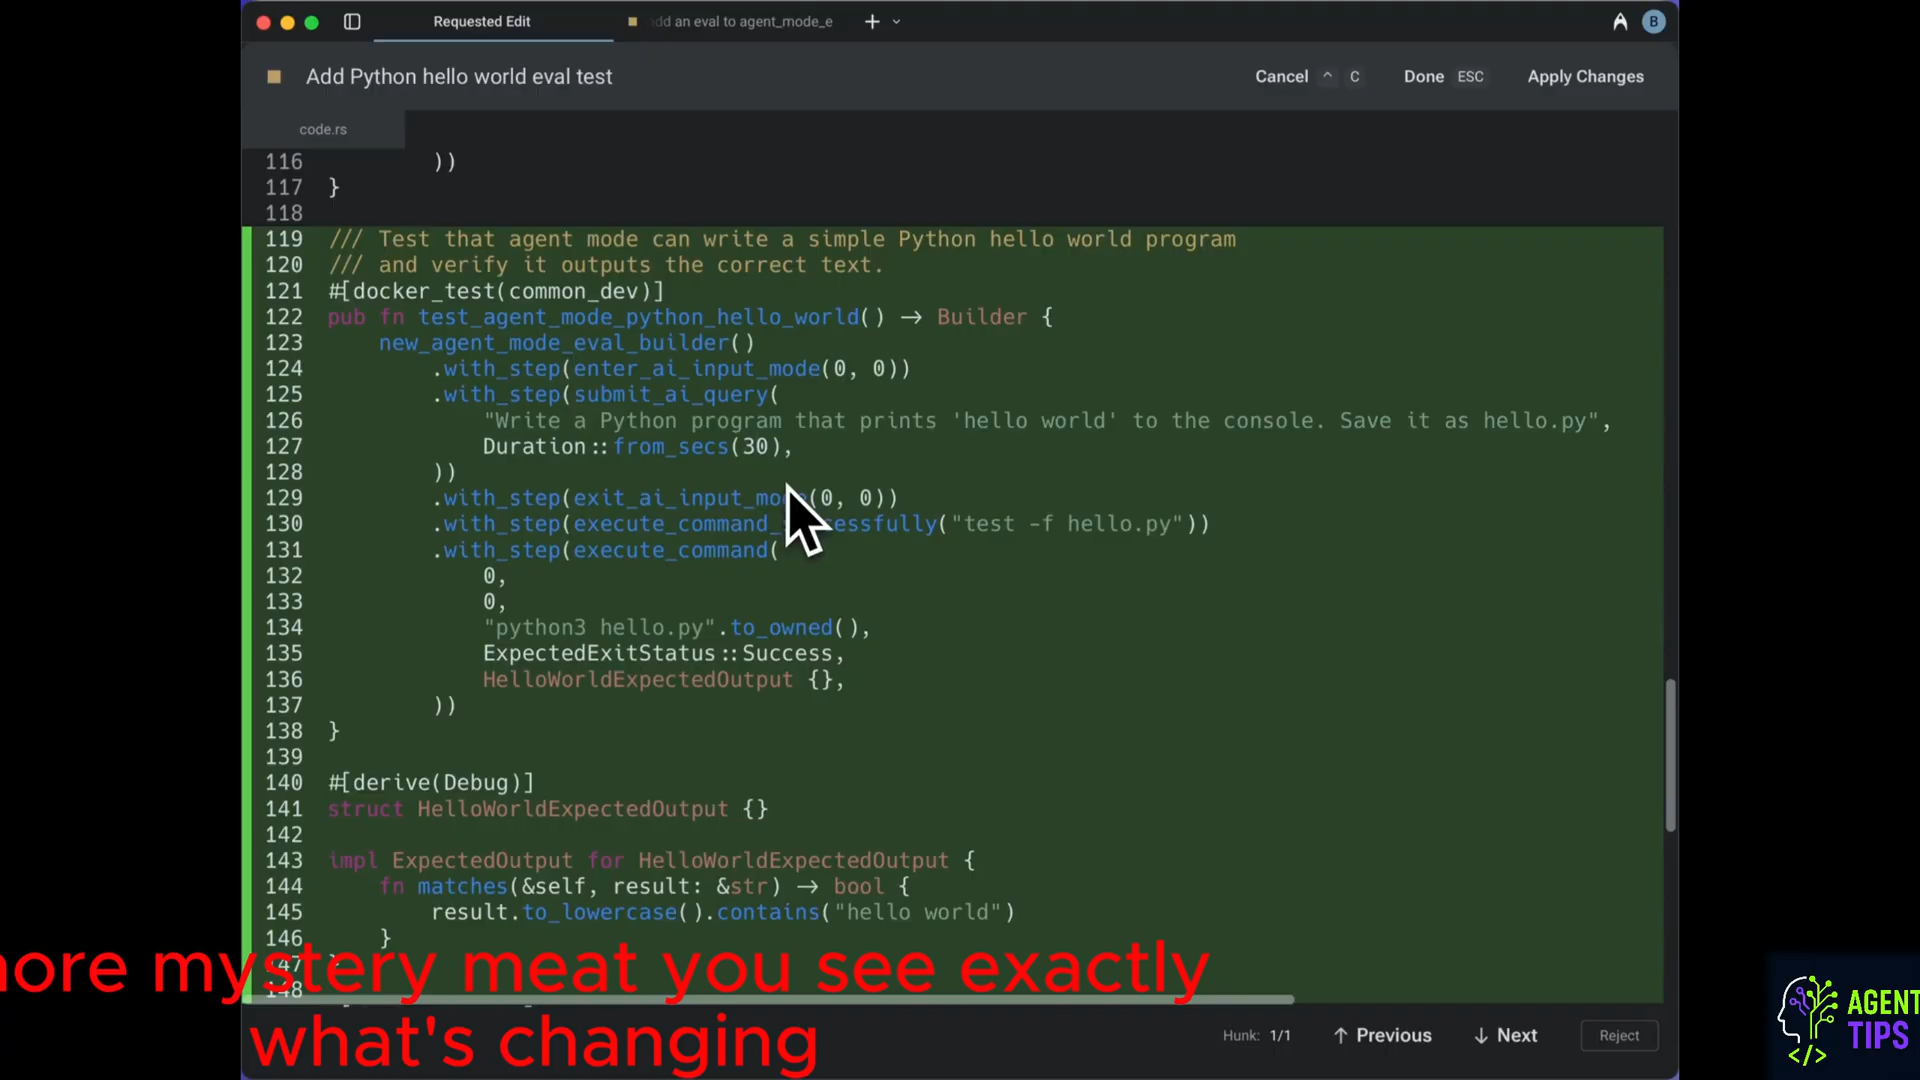 Requested Edit
dd an eval to agent_mode_e
B
Add Python hello world eval test
Cancel ^ C
Done ESC
Apply Changes
code.rs
116 ))
117 }
118
119 /// Test that agent mode can write a simple Python hello world program
120 /// and verify it outputs the correct text.
121 #[docker_test(common_dev)]
122 pub fn test_agent_mode_python_hello_world() → Builder {
123 new_agent_mode_eval_builder()
124 .with_step(enter_ai_input_mode(0, 0))
125 .with_step(submit_ai_query(
126 "Write a Python program that prints 'hello world' to the console. Save it as hello.py",
127 Duration::from_secs(30),
128 ))
129 .with_step(exit_ai_input_mode(0, 0))
130 .with_step(execute_command_ essfully("test -f hello.py"))
131 .with_step(execute_command(
132 0,
133 0,
134 "python3 hello.py".to_owned(),
135 ExpectedExitStatus::Success,
136 HelloWorldExpectedOutput {},
137 ))
138 }
139
140 #[derive(Debug)]
141 struct HelloWorldExpectedOutput {}
142
143 impl ExpectedOutput for HelloWorldExpectedOutput {
144 fn matches(&self, result: &str) → bool {
145 result.to_lowercase().contains("hello world")
146 }
147
148
more mystery meat you see exactly
what's changing
Hunk: 1/1
↑ Previous
↓ Next
Reject
AGENT
TIPS